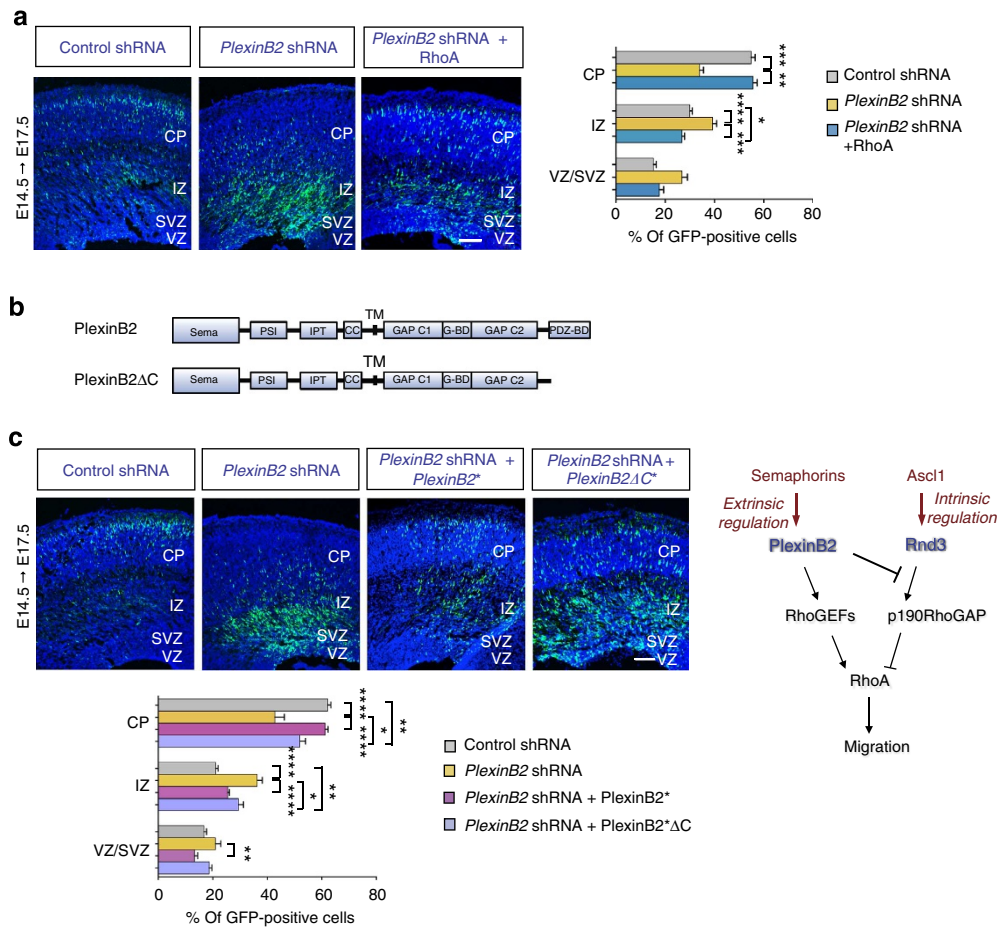 a
Control shRNA
PlexinB2 shRNA
PlexinB2 shRNA +
RhoA
E14.5 → E17.5
CP
IZ
SVZ
VZ
CP
IZ
SVZ
VZ
CP
IZ
SVZ
VZ
CP
IZ
VZ/SVZ
*** **
**** ***
*
0 20 40 60 80
% Of GFP-positive cells
Control shRNA
PlexinB2 shRNA
PlexinB2 shRNA
+RhoA
b
PlexinB2
TM
Sema PSI IPT CC GAP C1 G-BD GAP C2 PDZ-BD
PlexinB2ΔC
TM
Sema PSI IPT CC GAP C1 G-BD GAP C2
c
Control shRNA
PlexinB2 shRNA
PlexinB2 shRNA +
PlexinB2*
PlexinB2 shRNA +
PlexinB2ΔC*
E14.5 → E17.5
CP
IZ
SVZ
VZ
CP
IZ
SVZ
VZ
CP
IZ
SVZ
VZ
CP
IZ
SVZ
VZ
CP
IZ
VZ/SVZ
**** ****
*
**
**** ****
*
**
**
0 20 40 60 80
% Of GFP-positive cells
Control shRNA
PlexinB2 shRNA
PlexinB2 shRNA + PlexinB2*
PlexinB2 shRNA + PlexinB2*ΔC
Semaphorins
Ascl1
Extrinsic
regulation
Intrinsic
regulation
PlexinB2
Rnd3
RhoGEFs
p190RhoGAP
RhoA
Migration